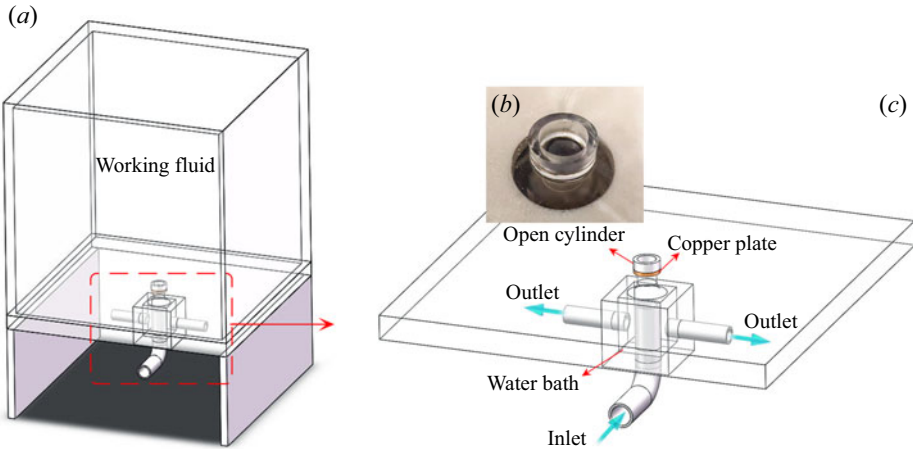 (a)
Working fluid
(b)
(c)
Open cylinder
Copper plate
Outlet
Outlet
Water bath
Inlet